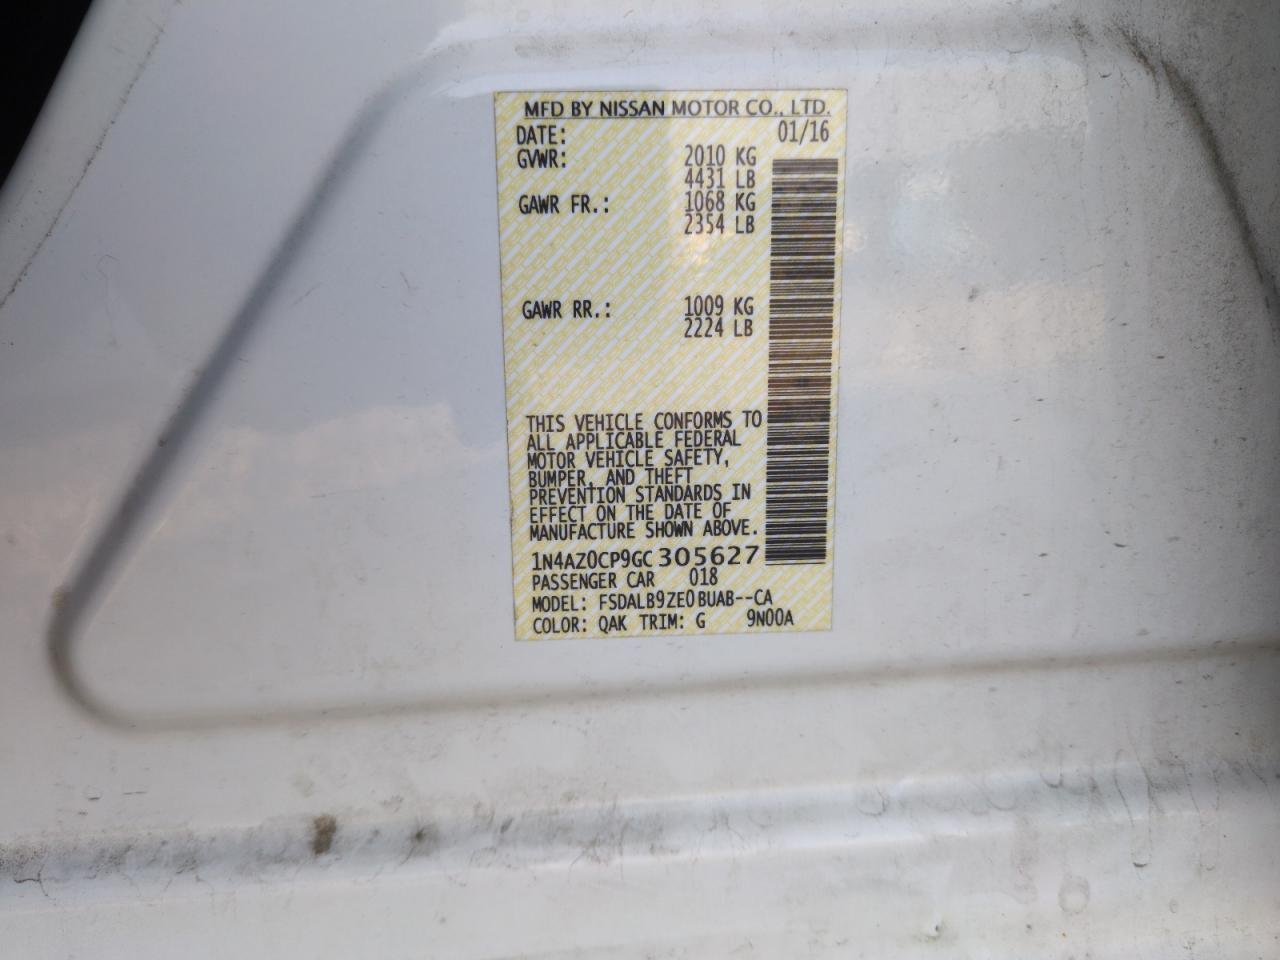 MFD BY NISSAN MOTOR CO., LTD.
DATE: 01/16
GVWR: 2010 KG
4431 LB
GAWR FR.: 1068 KG
2354 LB
GAWR RR.: 1009 KG
2224 LB
THIS VEHICLE CONFORMS TO
ALL APPLICABLE FEDERAL
MOTOR VEHICLE SAFETY,
BUMPER, AND THEFT
PREVENTION STANDARDS IN
EFFECT ON THE DATE OF
MANUFACTURE SHOWN ABOVE.
1N4AZ0CP9GC305627
PASSENGER CAR 018
MODEL: FSDALB9ZE0BUAB--CA
COLOR: QAK TRIM: G 9N00A